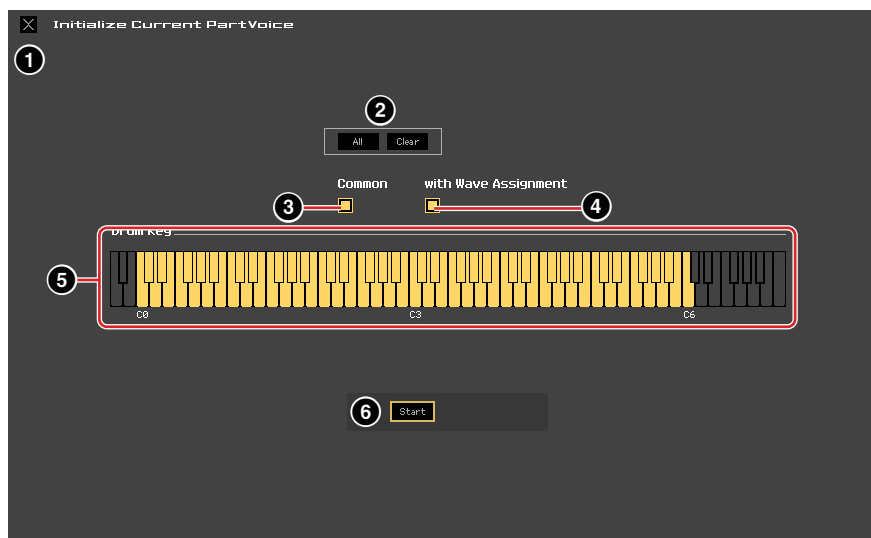 Initialize Current PartVoice
1
2
All Clear
Common with Wave Assignment
3 4
Drum Key
5
C0 C3 C6
6 Start